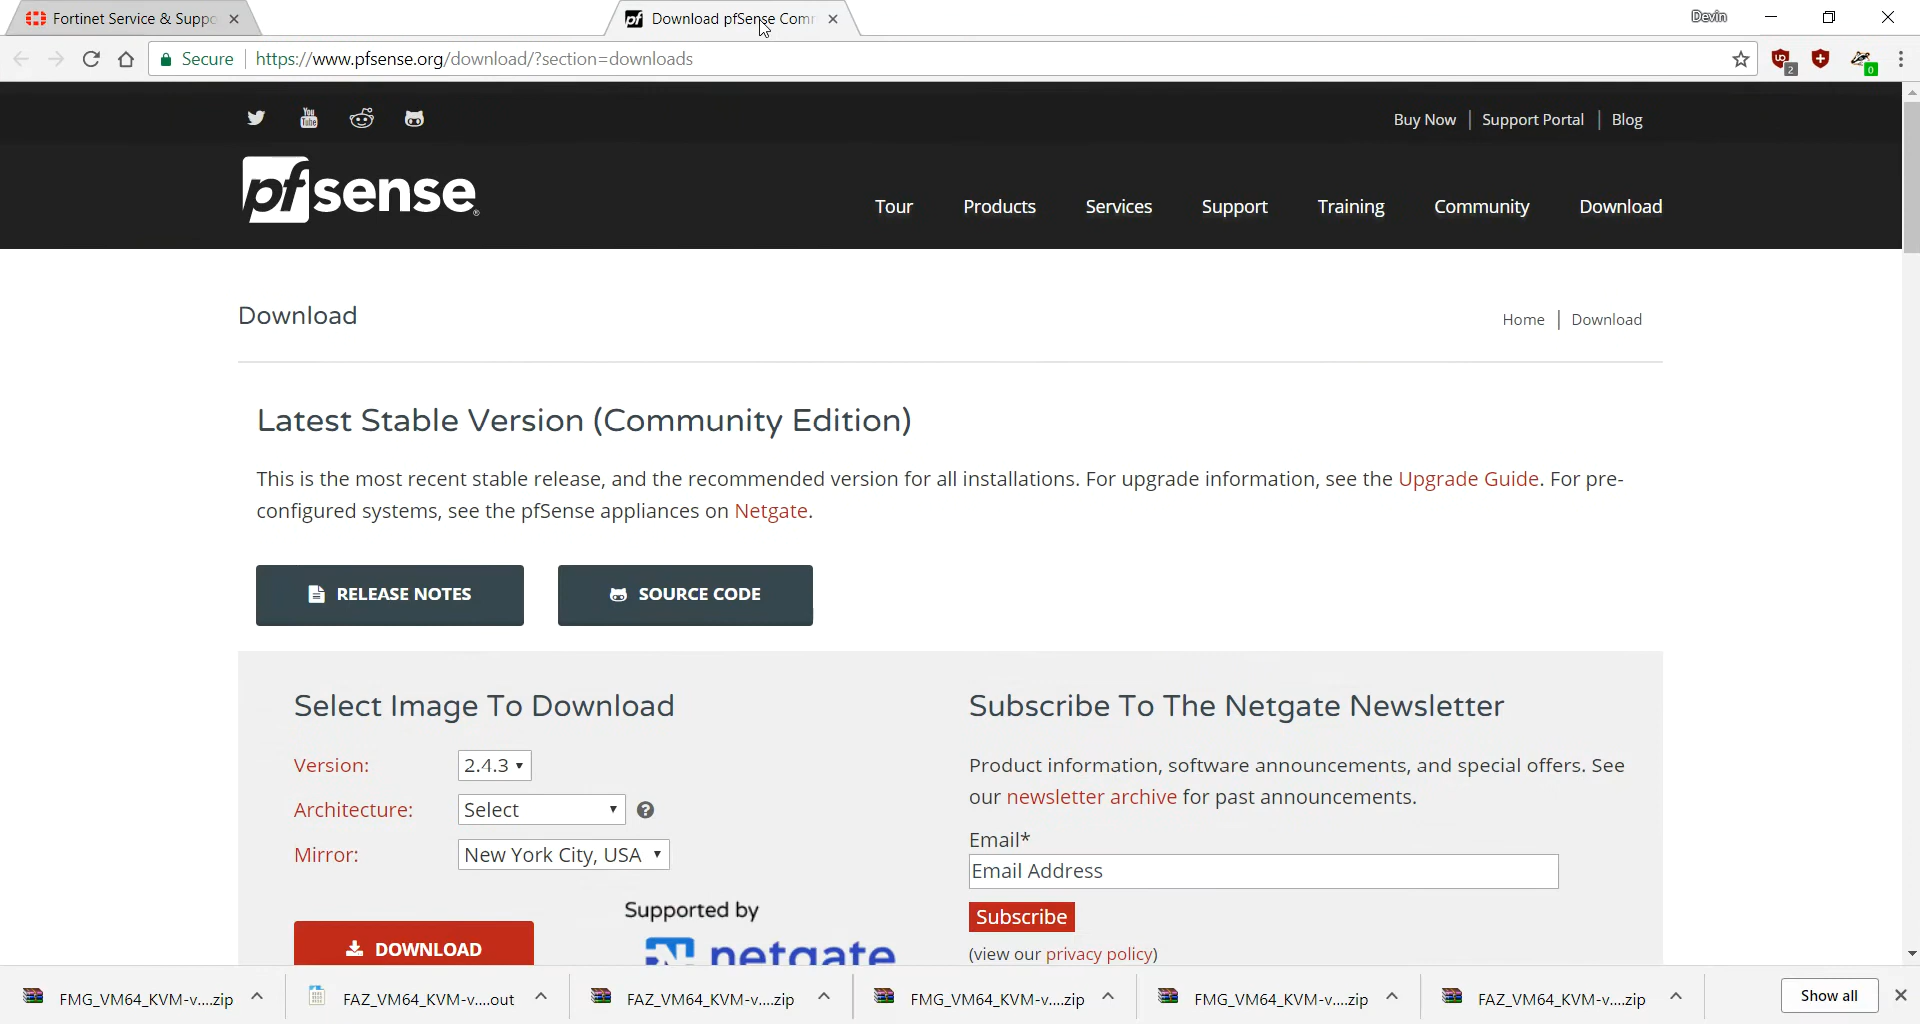 Fortinet Service & Suppo
Download pfSense Comm
Devin
Secure
https://www.pfsense.org/download/?section=downloads
2
0
You
Tube
Buy Now
Support Portal
Blog
pfsense
Tour
Products
Services
Support
Training
Community
Download
Download
Home
Download
Latest Stable Version (Community Edition)
This is the most recent stable release, and the recommended version for all installations. For upgrade information, see the Upgrade Guide. For pre-
configured systems, see the pfSense appliances on Netgate.
RELEASE NOTES
SOURCE CODE
Select Image To Download
Version:
2.4.3
Architecture:
Select
?
Mirror:
New York City, USA
DOWNLOAD
Supported by
netgate
Subscribe To The Netgate Newsletter
Product information, software announcements, and special offers. See
our newsletter archive for past announcements.
Email*
Email Address
Subscribe
(view our privacy policy)
FMG_VM64_KVM-v....zip
FAZ_VM64_KVM-v....out
FAZ_VM64_KVM-v....zip
FMG_VM64_KVM-v....zip
FMG_VM64_KVM-v....zip
FAZ_VM64_KVM-v....zip
Show all